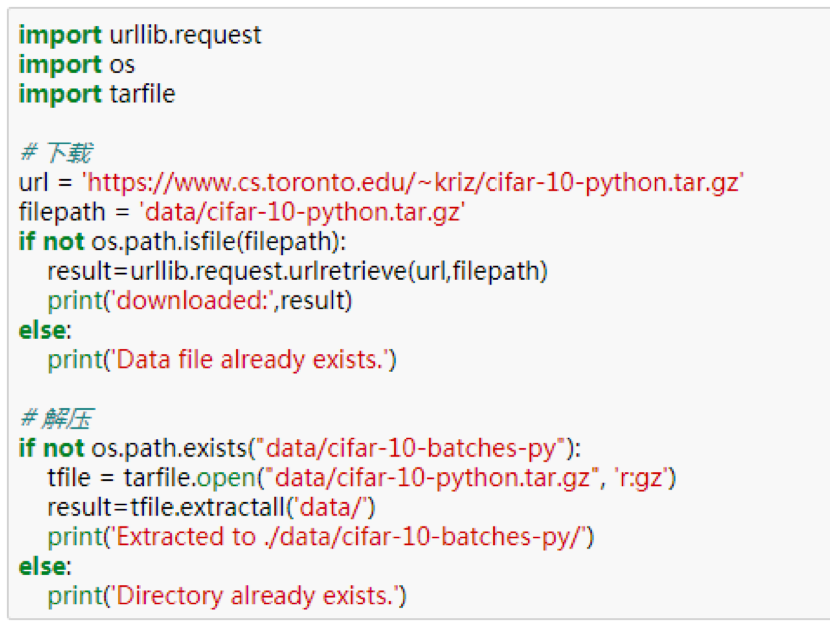 import urllib.request
import os
import tarfile
# 下载
url = 'https://www.cs.toronto.edu/~kriz/cifar-10-python.tar.gz'
filepath = 'data/cifar-10-python.tar.gz'
if not os.path.isfile(filepath):
    result=urllib.request.urlretrieve(url,filepath)
    print('downloaded:',result)
else:
    print('Data file already exists.')
# 解压
if not os.path.exists("data/cifar-10-batches-py"):
    tfile = tarfile.open("data/cifar-10-python.tar.gz", 'r:gz')
    result=tfile.extractall('data/')
    print('Extracted to ./data/cifar-10-batches-py/')
else:
    print('Directory already exists.')